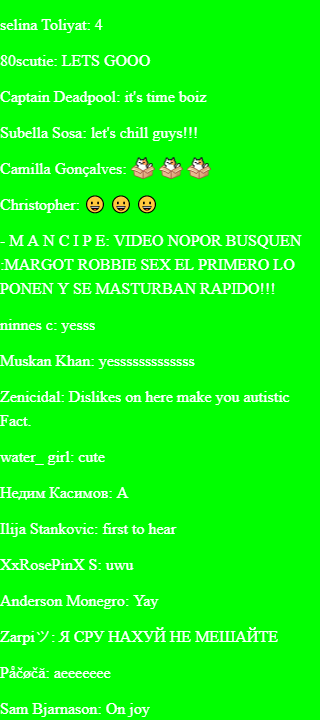 selina Toliyat: 4
80scutie: LETS GOOO
Captain Deadpool: it's time boiz
Subella Sosa: let's chill guys!!!
Camilla Gonçalves:
Christopher: 😀 😀 😀
- M A N C I P E: VIDEO NOPOR BUSQUEN
:MARGOT ROBBIE SEX EL PRIMERO LO
PONEN Y SE MASTURBAN RAPIDO!!!
ninnes c: yesss
Muskan Khan: yesssssssssssss
Zenicidal: Dislikes on here make you autistic
Fact.
water_ girl: cute
Недим Касимов: А
Ilija Stankovic: first to hear
XxRosePinX S: uwu
Anderson Monegro: Yay
Zarpiツ: Я СРУ НАХУЙ НЕ МЕШАЙТЕ
Påčøčă: aeeeeeee
Sam Bjarnason: On joy